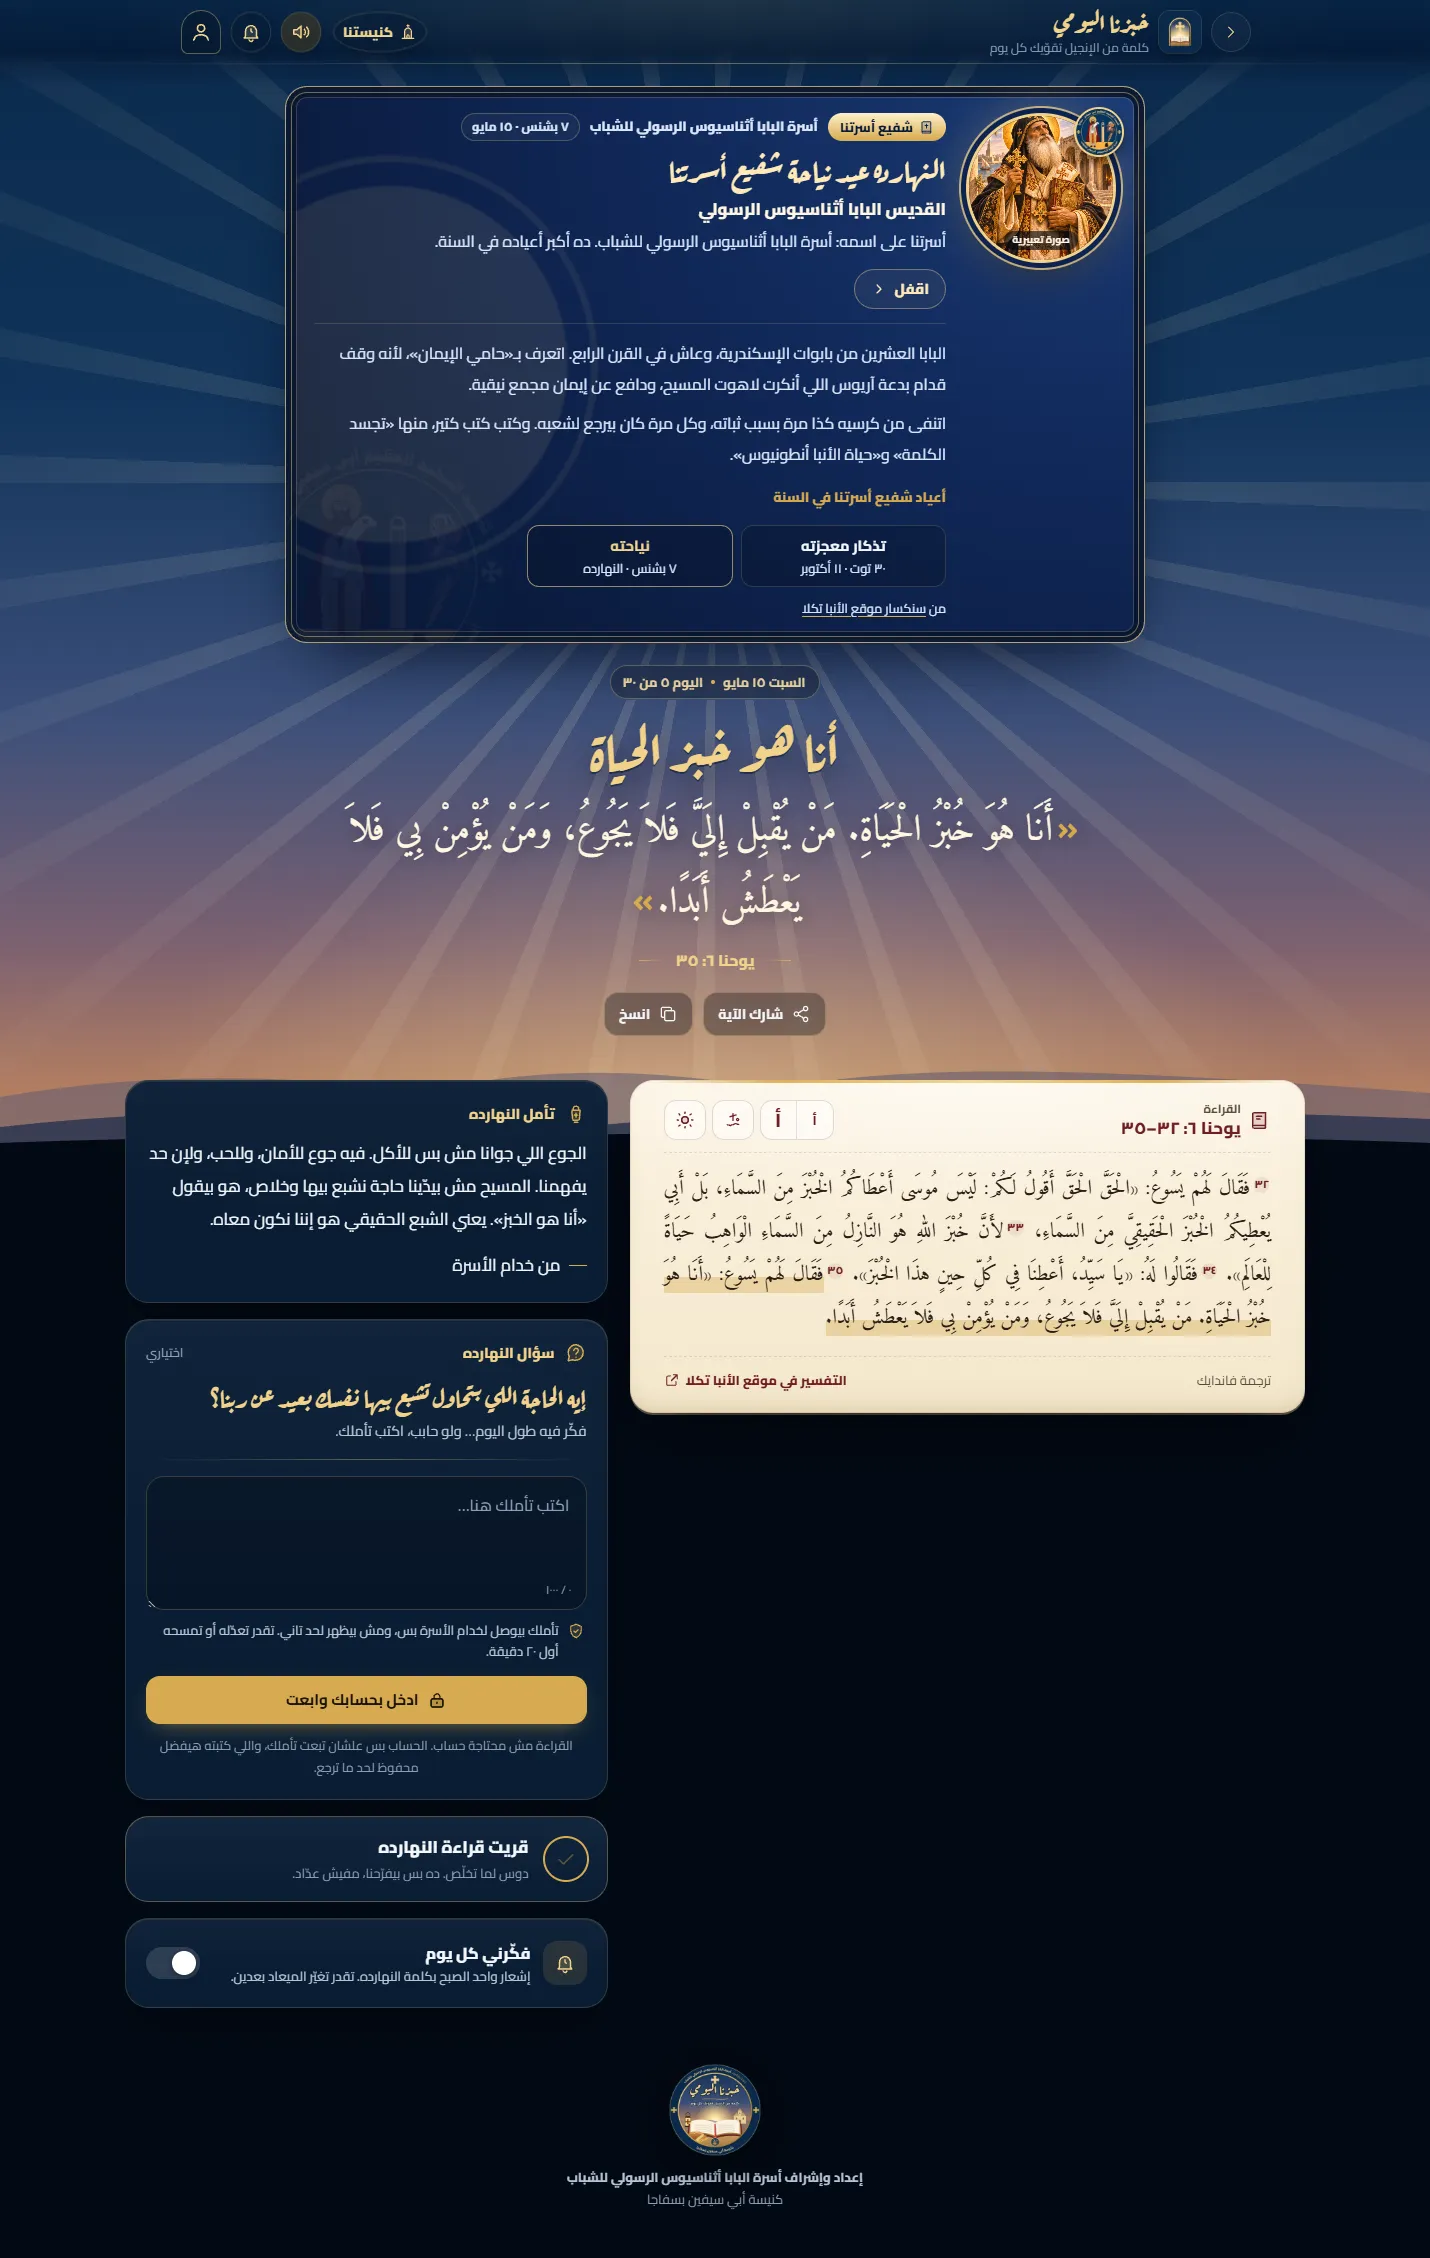 خبزنا اليومي
كلمة من الإنجيل تقوّيك كل يوم
كنيستنا
شفيع أسرتنا
أسرة البابا أثناسيوس الرسولي للشباب
٧ بشنس · ١٥ مايو
النهارده عيد نياحة شفيع أسرتنا
القديس البابا أثناسيوس الرسولي
أسرتنا على اسمه: أسرة البابا أثناسيوس الرسولي للشباب. ده أكبر أعياده في السنة.
صورة تعبيرية
اقفل
البابا العشرين من بابوات الإسكندرية، وعاش في القرن الرابع. اتعرف بـ«حامي الإيمان»، لأنه وقف
قدام بدعة آريوس اللي أنكرت لاهوت المسيح، ودافع عن إيمان مجمع نيقية.
اتنفى من كرسيه كذا مرة بسبب ثباته، وكل مرة كان بيرجع لشعبه. وكتب كتب كتير، منها «تجسد
الكلمة» و«حياة الأنبا أنطونيوس».
أعياد شفيع أسرتنا في السنة
تذكار معجزته
٣٠ توت · ١١ أكتوبر
نياحته
٧ بشنس · النهارده
من سنكسار موقع الأنبا تكلا
السبت ١٥ مايو • اليوم ٥ من ٣٠
أنا هو خبز الحياة
«أَنَا هُوَ خُبْزُ الْحَيَاةِ. مَنْ يُقْبِلْ إِلَيَّ فَلاَ يَجُوعُ، وَمَنْ يُؤْمِنْ بِي فَلاَ
يَعْطَشُ أَبَدًا.»
يوحنا ٦: ٣٥
شارك الآية
انسخ
القراءة
يوحنا ٦: ٣٢–٣٥
أ
أ
٣٢ فَقَالَ لَهُمْ يَسُوعُ: «الْحَقَّ الْحَقَّ أَقُولُ لَكُمْ: لَيْسَ مُوسَى أَعْطَاكُمُ الْخُبْزَ مِنَ السَّمَاءِ، بَلْ أَبِي
يُعْطِيكُمُ الْخُبْزَ الْحَقِيقِيَّ مِنَ السَّمَاءِ، ٣٣ لأَنَّ خُبْزَ اللهِ هُوَ النَّازِلُ مِنَ السَّمَاءِ الْوَاهِبُ حَيَاةً
لِلْعَالَمِ». ٣٤ فَقَالُوا لَهُ: «يَا سَيِّدُ، أَعْطِنَا فِي كُلِّ حِينٍ هذَا الْخُبْزَ». ٣٥ فَقَالَ لَهُمْ يَسُوعُ: «أَنَا هُوَ
خُبْزُ الْحَيَاةِ. مَنْ يُقْبِلْ إِلَيَّ فَلاَ يَجُوعُ، وَمَنْ يُؤْمِنْ بِي فَلاَ يَعْطَشُ أَبَدًا.
ترجمة فاندايك
التفسير في موقع الأنبا تكلا
تأمل النهارده
الجوع اللي جوانا مش بس للأكل. فيه جوع للأمان، وللحب، ولإن حد
يفهمنا. المسيح مش بيدّينا حاجة نشبع بيها وخلاص، هو بيقول
«أنا هو الخبز». يعني الشبع الحقيقي هو إننا نكون معاه.
من خدام الأسرة
سؤال النهارده
اختياري
إيه الحاجة اللي بتحاول تشبع بيها نفسك بعيد عن ربنا؟
فكّر فيه طول اليوم… ولو حابب، اكتب تأملك.
اكتب تأملك هنا…
٠ / ١٠٠٠
تأملك بيوصل لخدام الأسرة بس، ومش بيظهر لحد تاني. تقدر تعدّله أو تمسحه
أول ٢٠ دقيقة.
ادخل بحسابك وابعت
القراءة مش محتاجة حساب. الحساب بس علشان تبعت تأملك، واللي كتبته هيفضل
محفوظ لحد ما ترجع.
قريت قراءة النهارده
دوس لما تخلّص. ده بس بيفرّحنا، مفيش عدّاد.
فكّرني كل يوم
إشعار واحد الصبح بكلمة النهارده. تقدر تغيّر الميعاد بعدين.
خبزنا اليومي
إعداد وإشراف أسرة البابا أثناسيوس الرسولي للشباب
كنيسة أبي سيفين بسفاجا